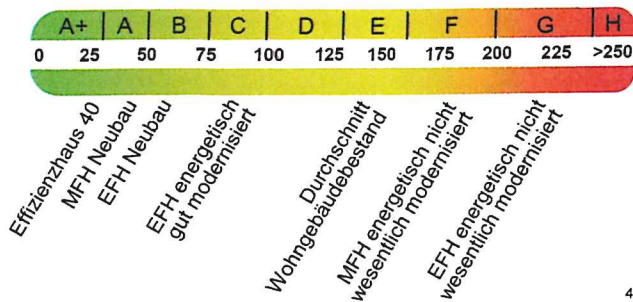 A+ A B C D E F G H
0 25 50 75 100 125 150 175 200 225 >250
Effizienzhaus 40
MFH Neubau
EFH Neubau
EFH energetisch
gut modernisiert
Durchschnitt
Wohngebäudebestand
MFH energetisch nicht
wesentlich modernisiert
EFH energetisch nicht
wesentlich modernisiert
4